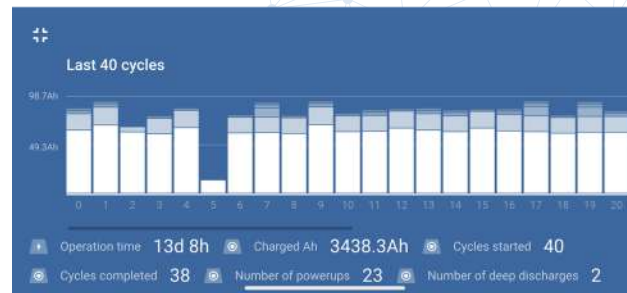 Last 40 cycles
98.7Ah
49.3Ah
0 1 2 3 4 5 6 7 8 9 10 11 12 13 14 15 16 17 18 19 20
Operation time 13d 8h Charged Ah 3438.3Ah Cycles started 40
Cycles completed 38 Number of powerups 23 Number of deep discharges 2